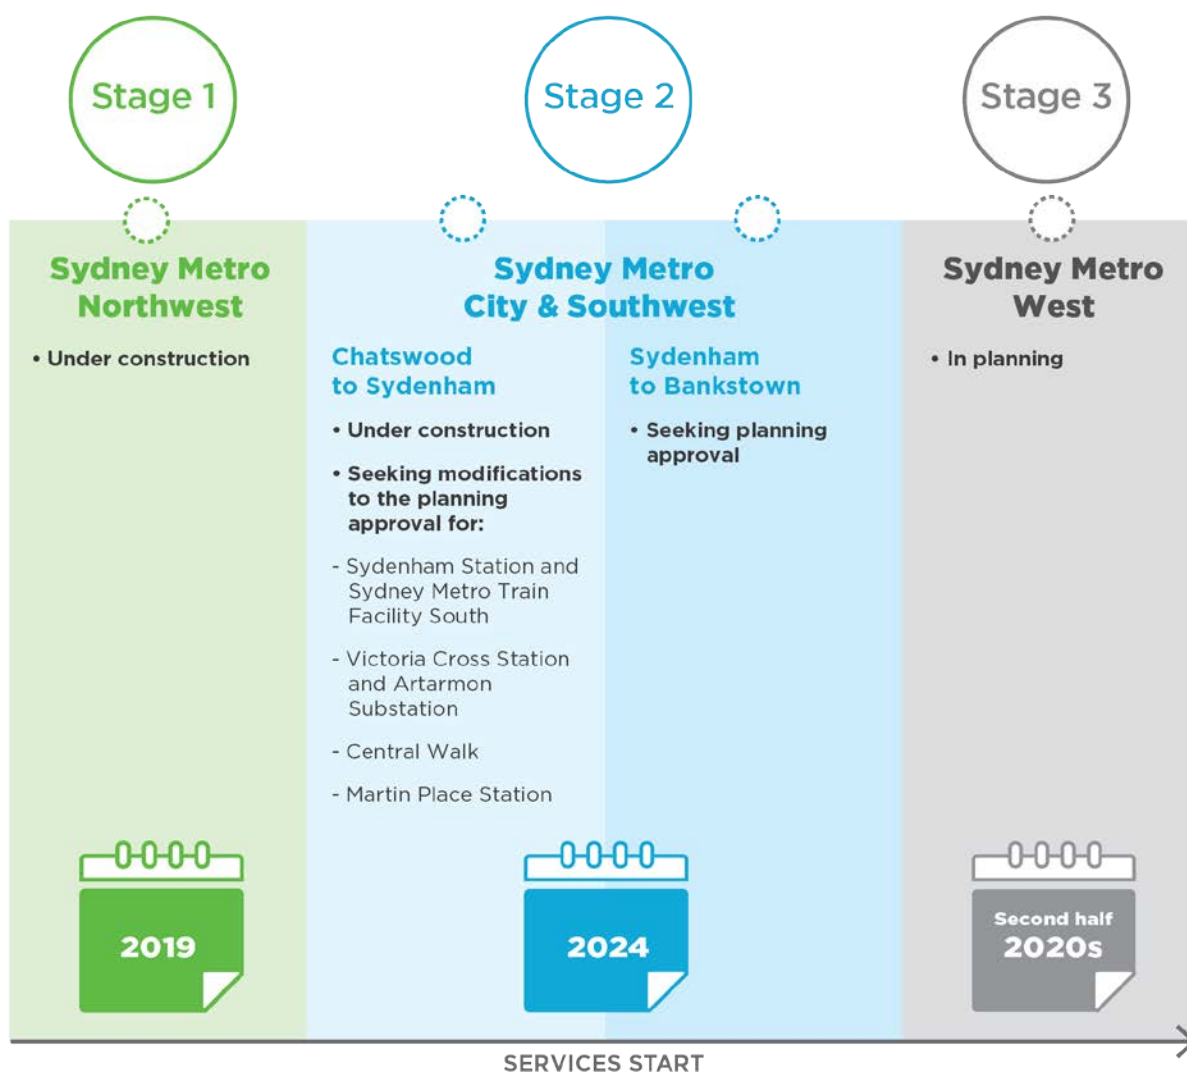 Stage 1
Stage 2
Stage 3
Sydney Metro
Northwest
• Under construction
Sydney Metro
City & Southwest
Chatswood
to Sydenham
• Under construction
• Seeking modifications
to the planning
approval for:
- Sydenham Station and
Sydney Metro Train
Facility South
- Victoria Cross Station
and Artarmon
Substation
- Central Walk
- Martin Place Station
Sydenham
to Bankstown
• Seeking planning
approval
Sydney Metro
West
• In planning
2019
2024
Second half
2020s
SERVICES START